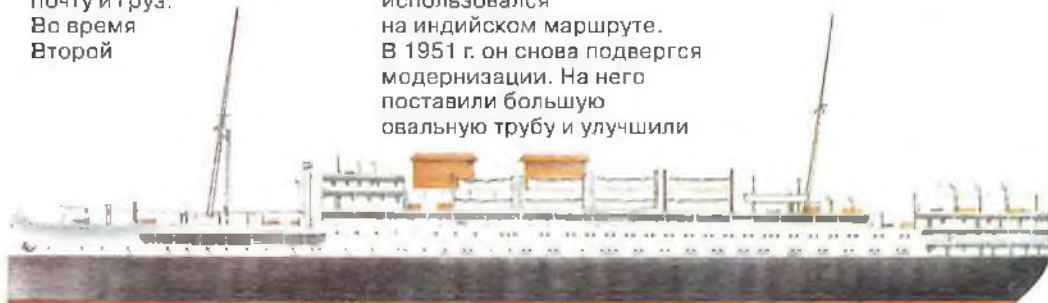 почту и груз.
Во время
Второй
использовался
на индийском маршруте.
В 1951 г. он снова подвергся
модернизации. На него
поставили большую
овальную трубу и улучшили